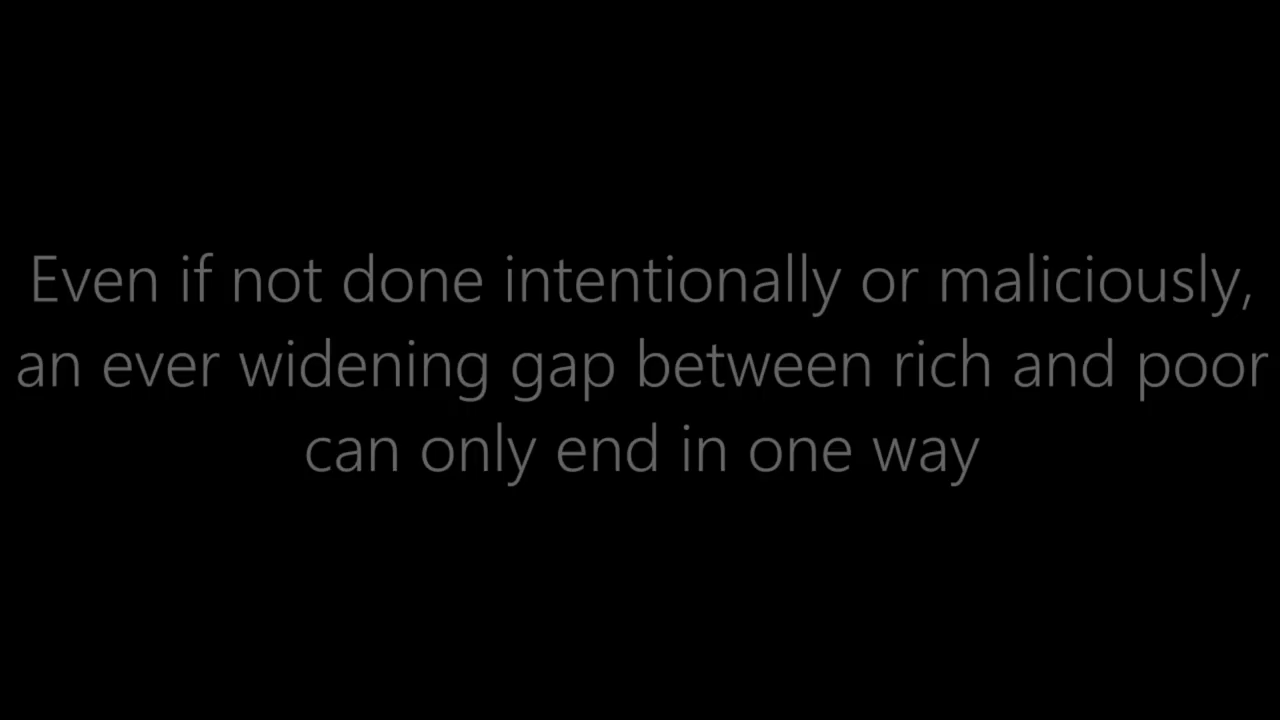 Even if not done intentionally or maliciously,
an ever widening gap between rich and poor
can only end in one way